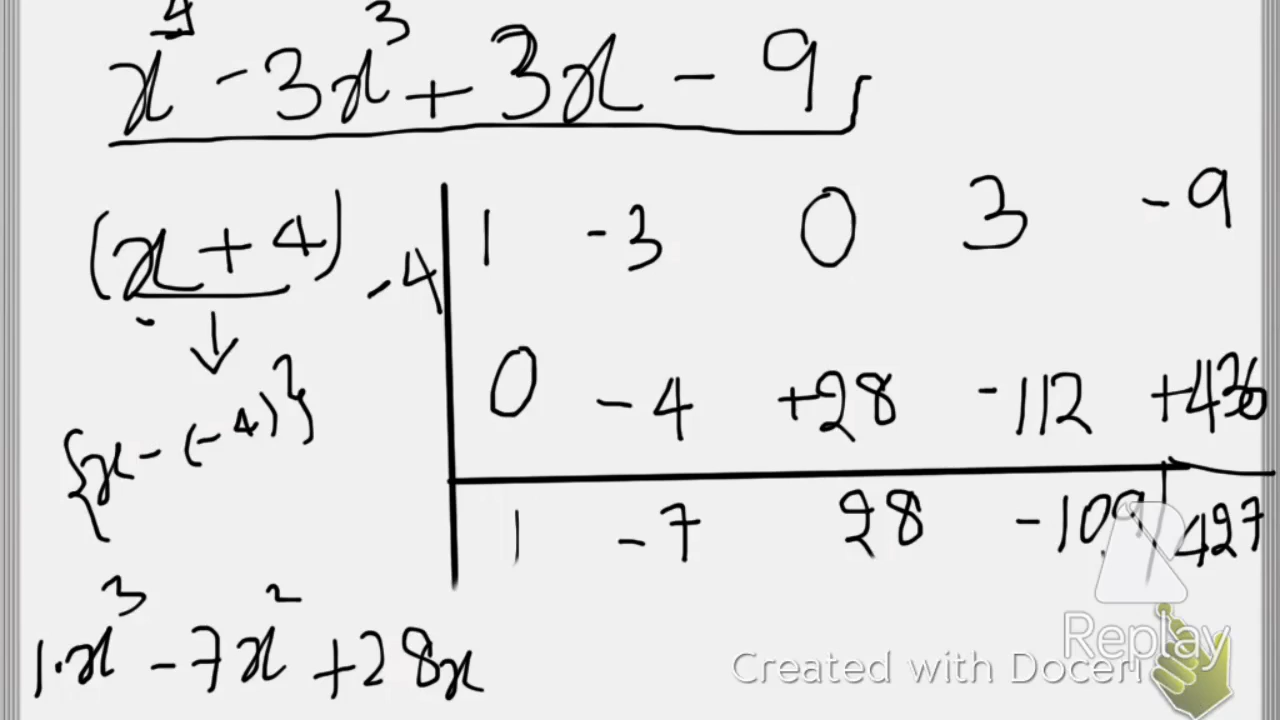 x⁴ - 3x³ + 3x - 9
(x + 4) -4 1 -3 0 3 -9
0 -4 +28 -112 +436
{x - (-4)}
1 -7 28 -109 427
1·x³ - 7x² + 28x
Replay
Created with Doceri